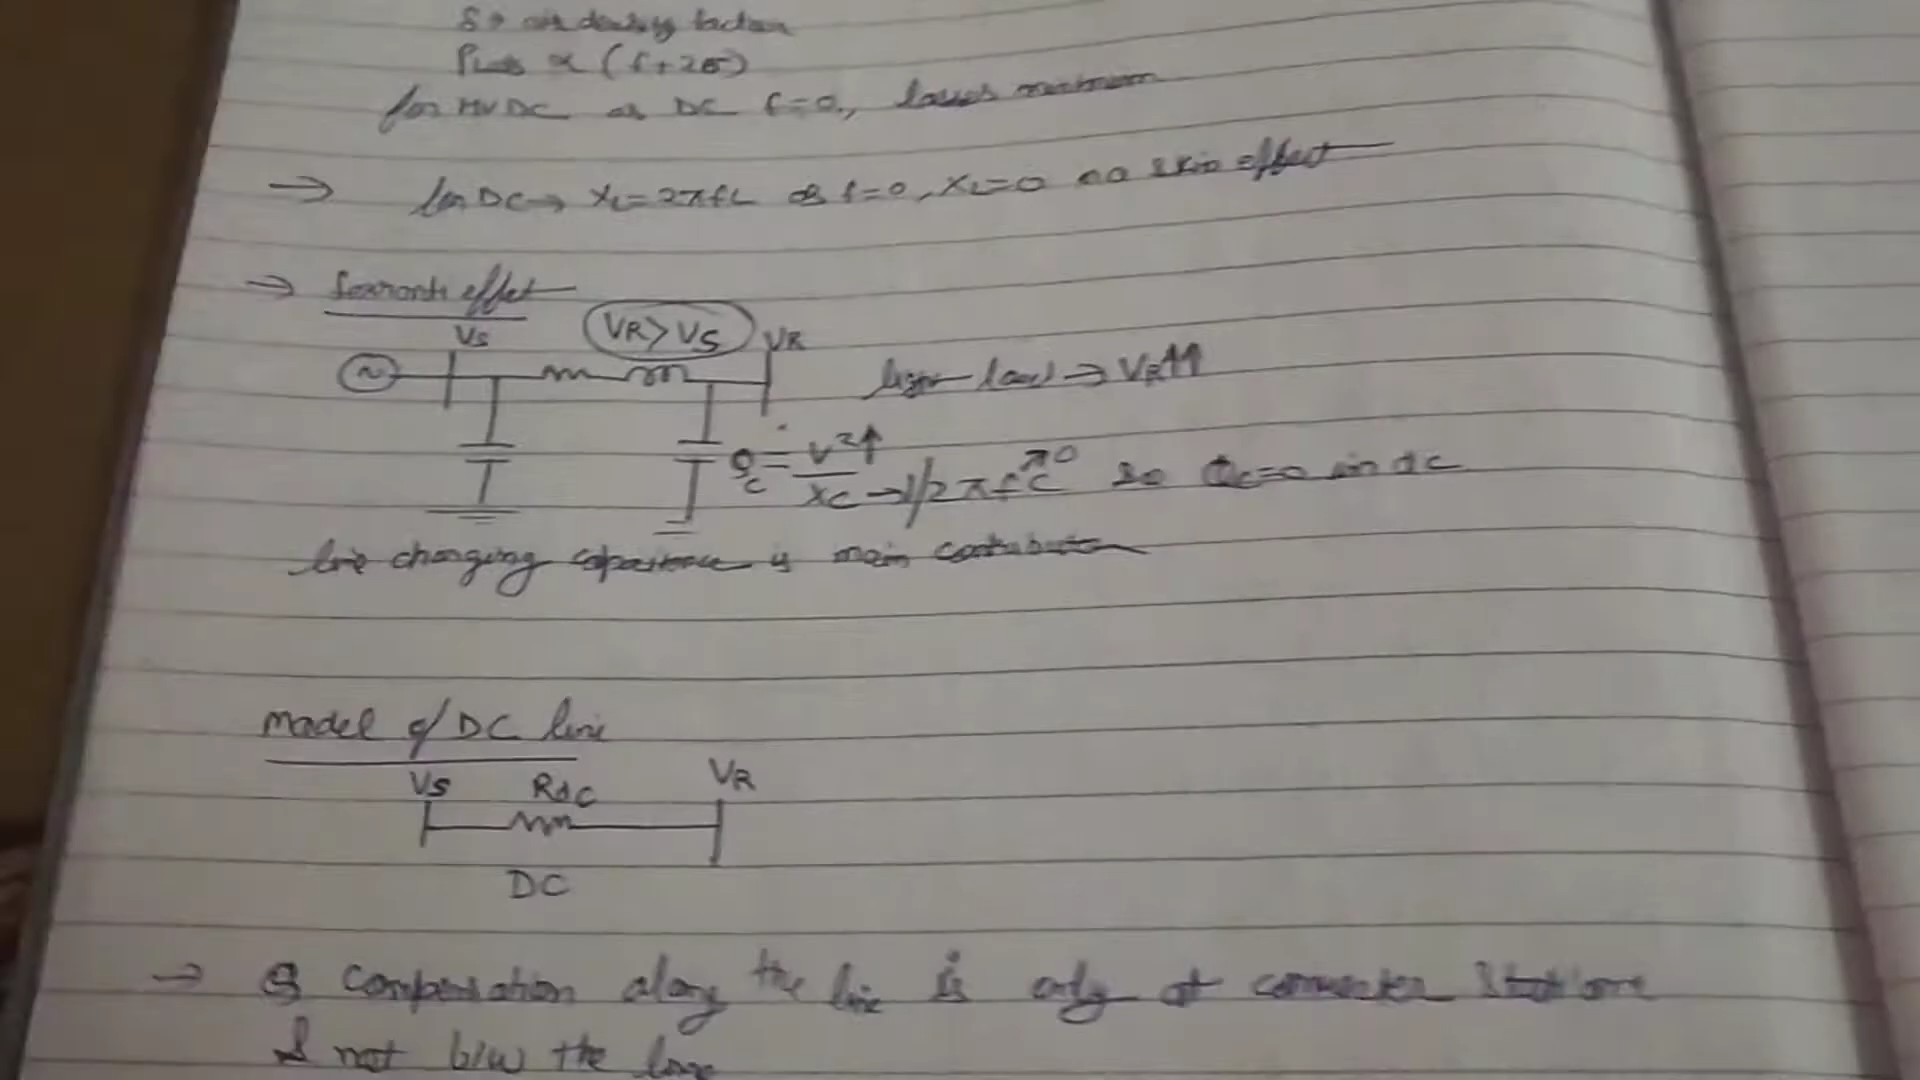 δ → air density factor
Ploss ∝ (f+25)
for HVDC as DC f=0, losses minimum
→ for DC → XL=2πfL as f=0, XL=0 no skin effect
→ ferranti effect
VR>VS
Vs VR
~
light load → VR↑↑
Qc = V²↑/Xc → 1/2πfC ↗0 so Qc=0 in dc
line charging capacitance is main contributor
model of DC line
Vs Rdc VR
DC
→ Q compensation along the line is only at converter stations
& not b/w the line